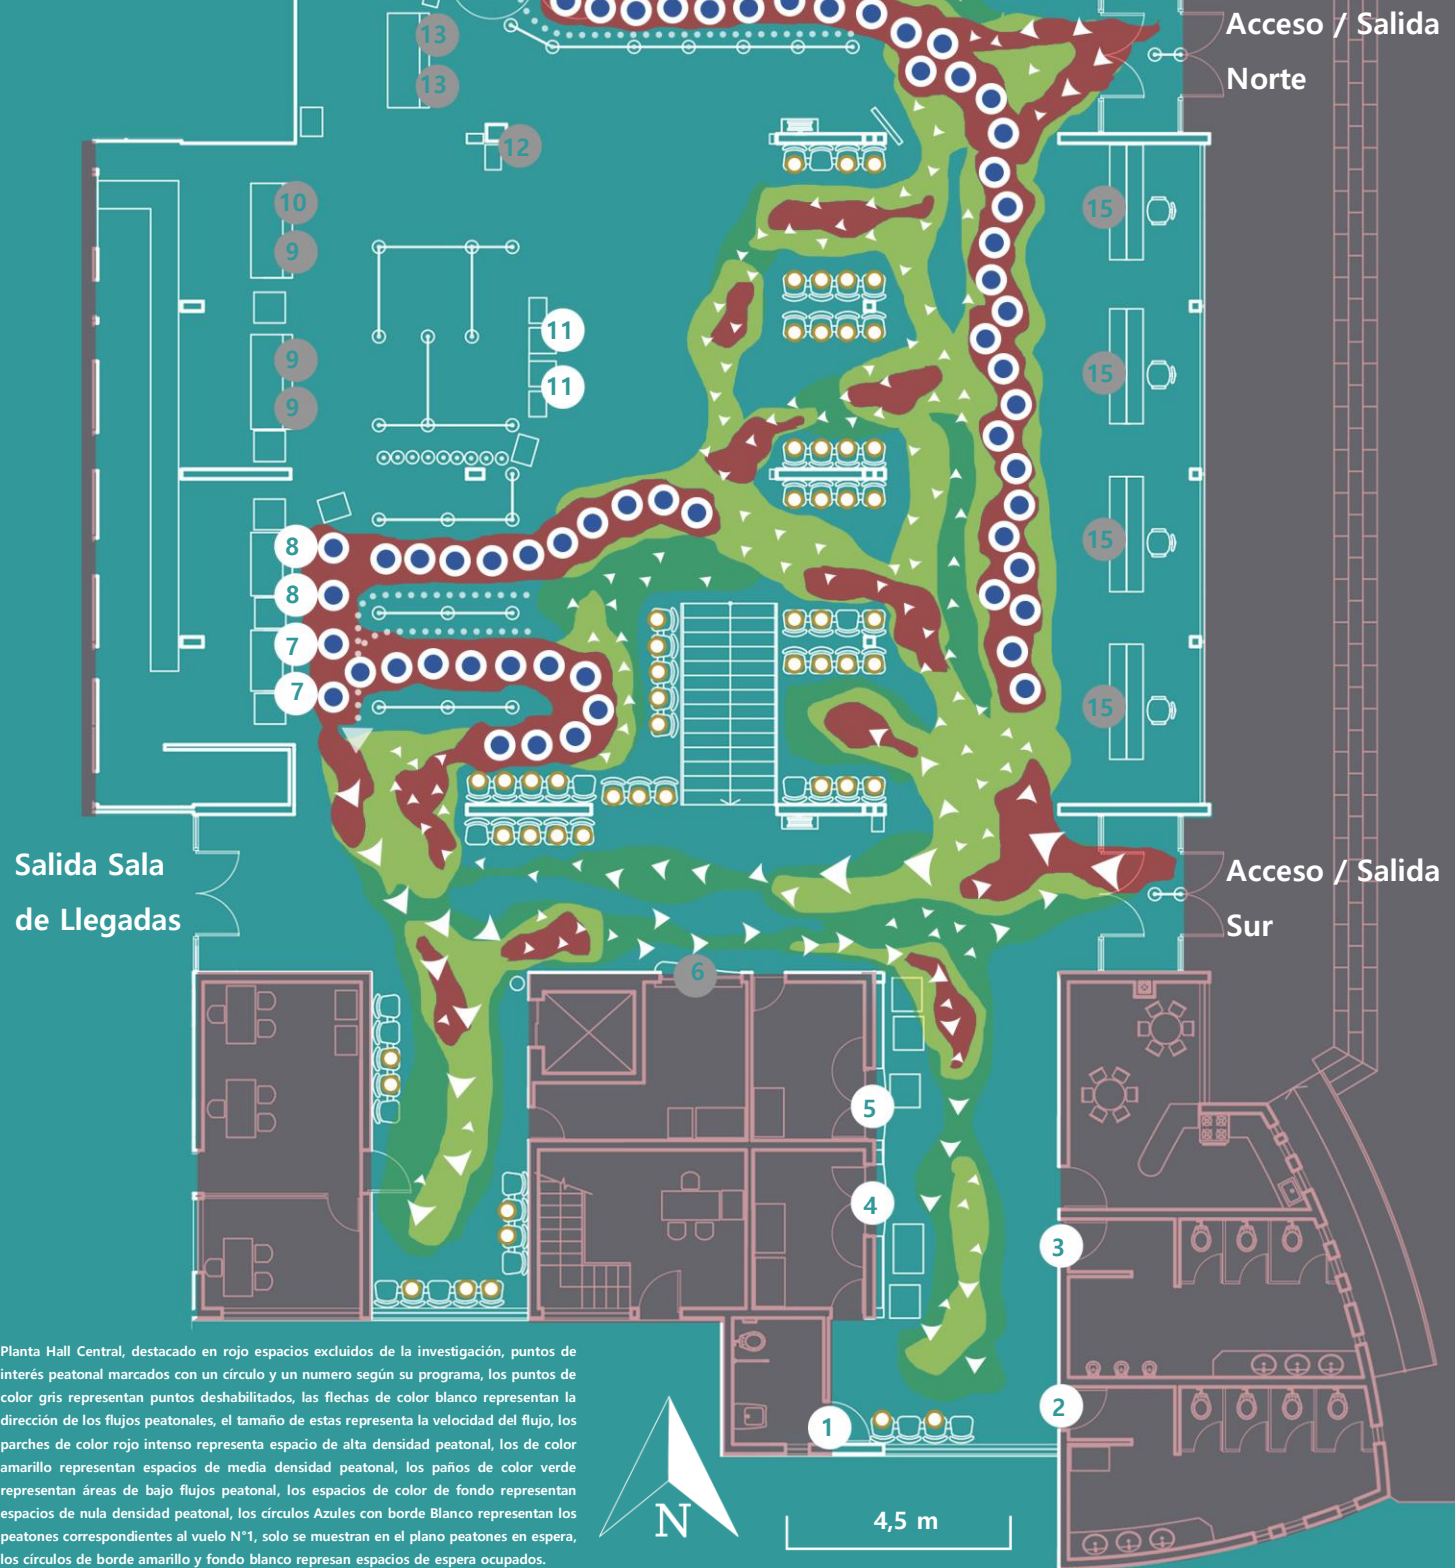 Acceso / Salida
Norte
13
13
12
10
9
15
11
9
11
15
9
8
15
8
7
7
15
Salida Sala
de Llegadas
Acceso / Salida
Sur
6
5
4
3
2
1
Planta Hall Central, destacado en rojo espacios excluidos de la investigación, puntos de
interés peatonal marcados con un círculo y un numero según su programa, los puntos de
color gris representan puntos deshabilitados, las flechas de color blanco representan la
dirección de los flujos peatonales, el tamaño de estas representa la velocidad del flujo, los
parches de color rojo intenso representa espacio de alta densidad peatonal, los de color
amarillo representan espacios de media densidad peatonal, los paños de color verde
representan áreas de bajo flujos peatonal, los espacios de color de fondo representan
espacios de nula densidad peatonal, los círculos Azules con borde Blanco representan los
peatones correspondientes al vuelo N°1, solo se muestran en el plano peatones en espera,
los círculos de borde amarillo y fondo blanco represan espacios de espera ocupados.
N
4,5 m